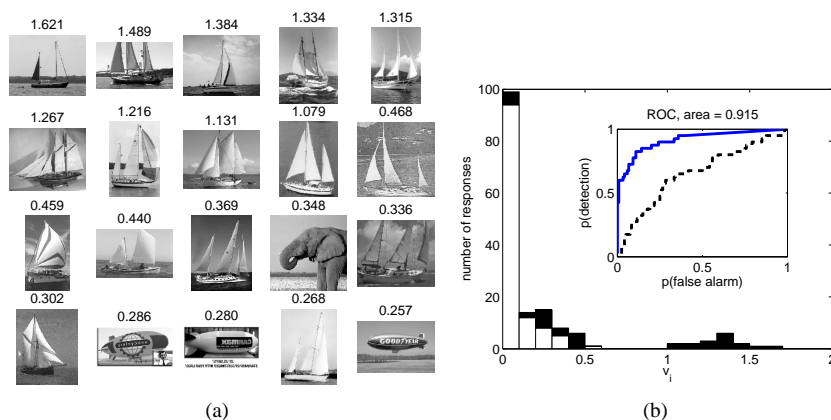 1.621 1.489 1.384 1.334 1.315
1.267 1.216 1.131 1.079 0.468
0.459 0.440 0.369 0.348 0.336
0.302 0.286 0.280 0.268 0.257
GOODYEAR
(a)
100
80
60
40
20
0
number of responses
0 0.5 1 1.5 2
v_i
ROC, area = 0.915
1
0.5
0
p(detection)
0 0.5 1
p(false alarm)
(b)